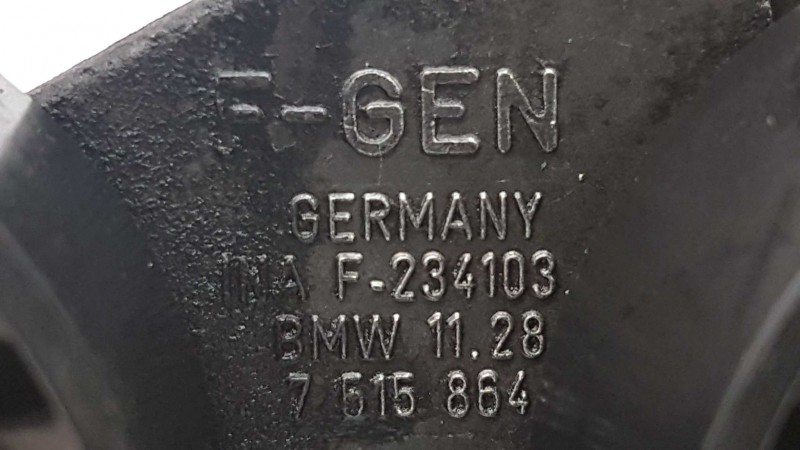 F-GEN
GERMANY
INA F-234103
BMW 11.28
7 515 864